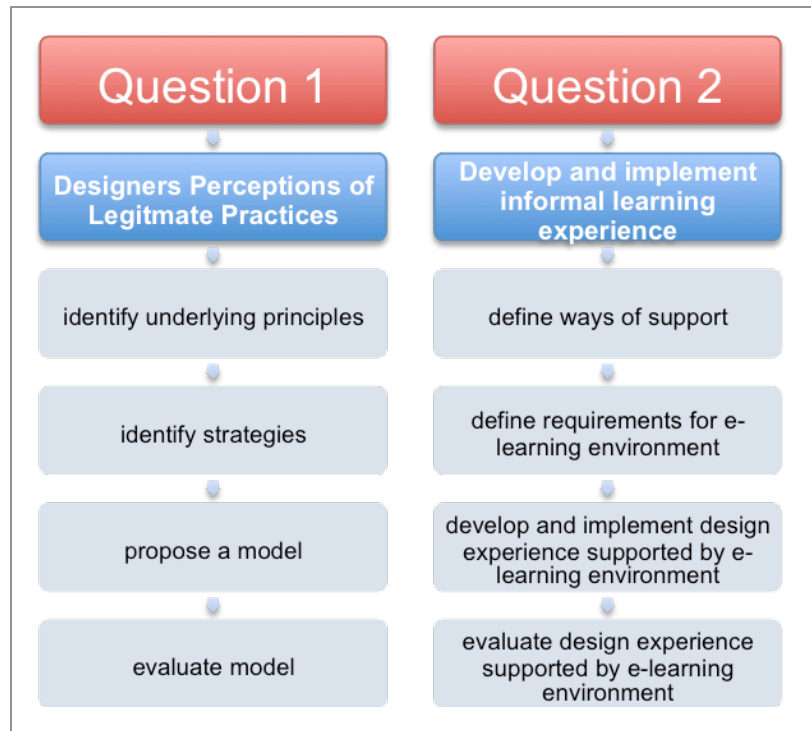 Question 1
Designers Perceptions of
Legitmate Practices
identify underlying principles
identify strategies
propose a model
evaluate model
Question 2
Develop and implement
informal learning
experience
define ways of support
define requirements for e-
learning environment
develop and implement design
experience supported by e-
learning environment
evaluate design experience
supported by e-learning
environment